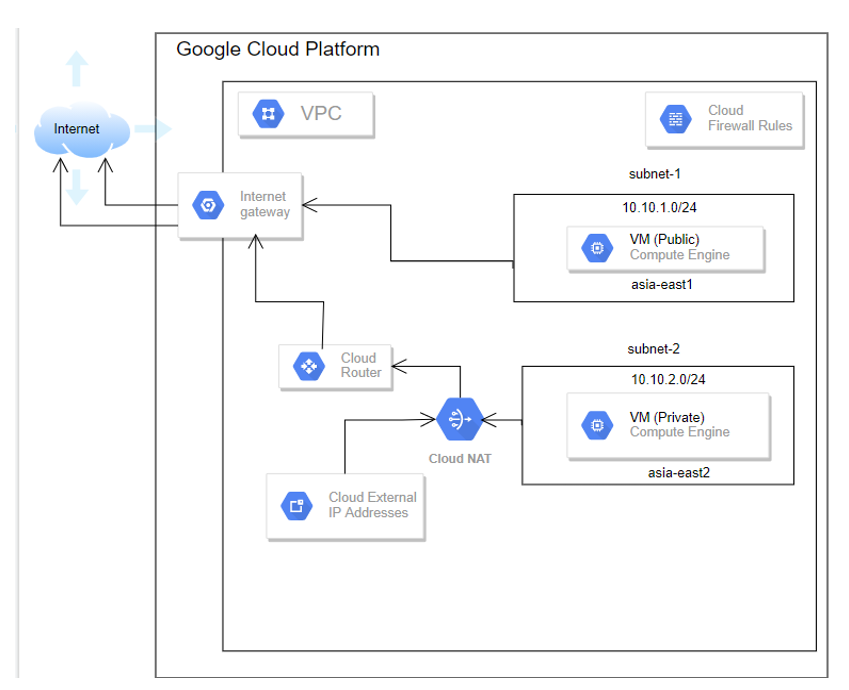 Google Cloud Platform
Internet
VPC
Cloud
Firewall Rules
Internet
gateway
subnet-1
10.10.1.0/24
VM (Public)
Compute Engine
asia-east1
subnet-2
Cloud
Router
10.10.2.0/24
VM (Private)
Compute Engine
Cloud NAT
asia-east2
Cloud External
IP Addresses